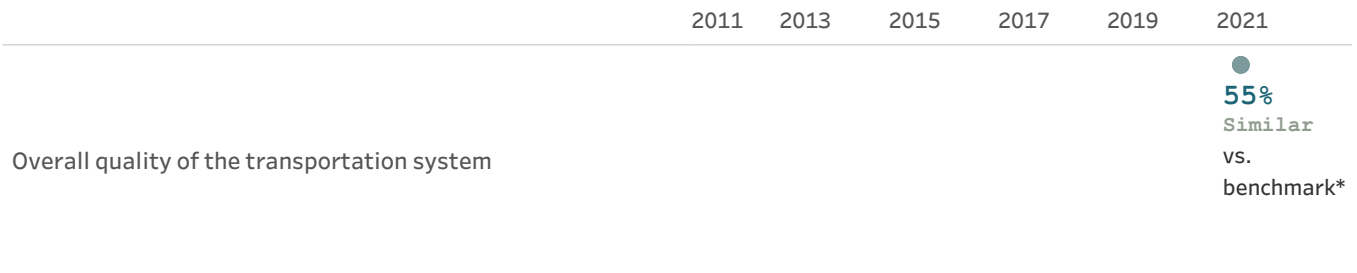 2011 2013 2015 2017 2019 2021
55%
Similar
Overall quality of the transportation system
vs.
benchmark*